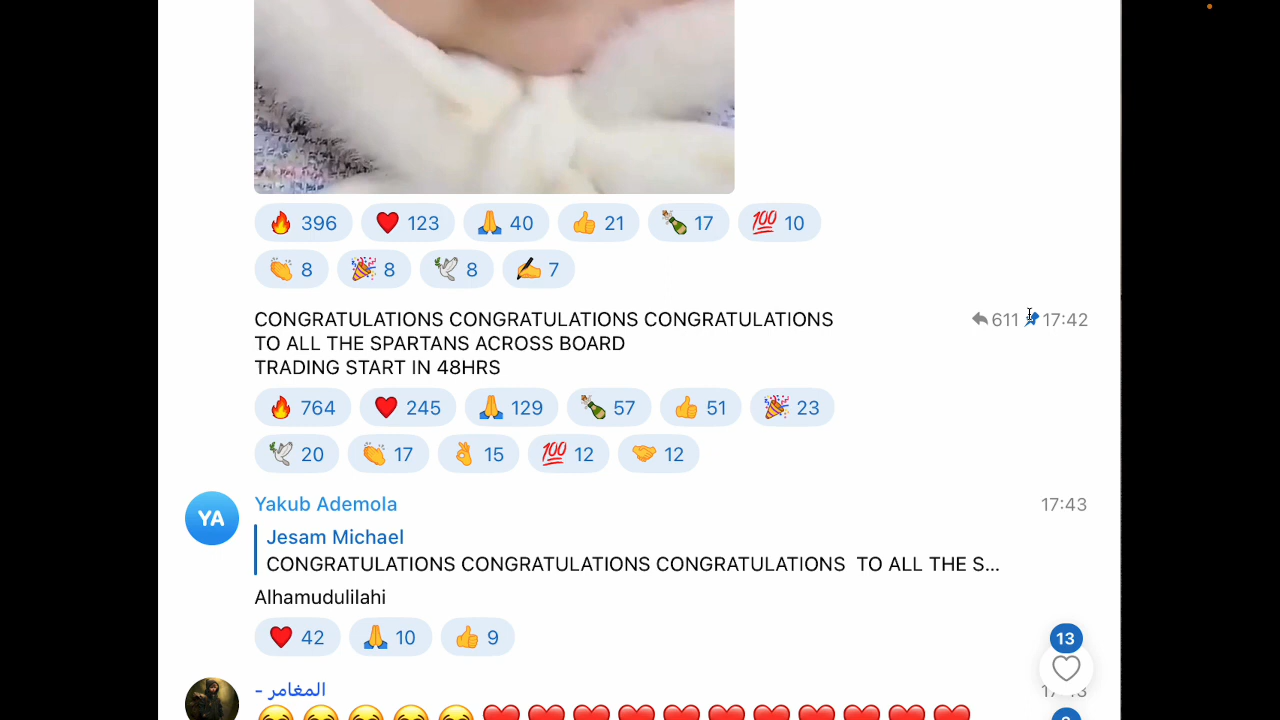 🔥 396 ❤️ 123 🙏 40 👍 21 🍾 17 💯 10
👏 8 🎉 8 🕊 8 ✍️ 7
CONGRATULATIONS CONGRATULATIONS CONGRATULATIONS 611 17:42
TO ALL THE SPARTANS ACROSS BOARD
TRADING START IN 48HRS
🔥 764 ❤️ 245 🙏 129 🍾 57 👍 51 🎉 23
🕊 20 👏 17 👌 15 💯 12 🤝 12
YA Yakub Ademola 17:43
Jesam Michael
CONGRATULATIONS CONGRATULATIONS CONGRATULATIONS TO ALL THE S...
Alhamudulilahi
❤️ 42 🙏 10 👍 9
13
المغامر -